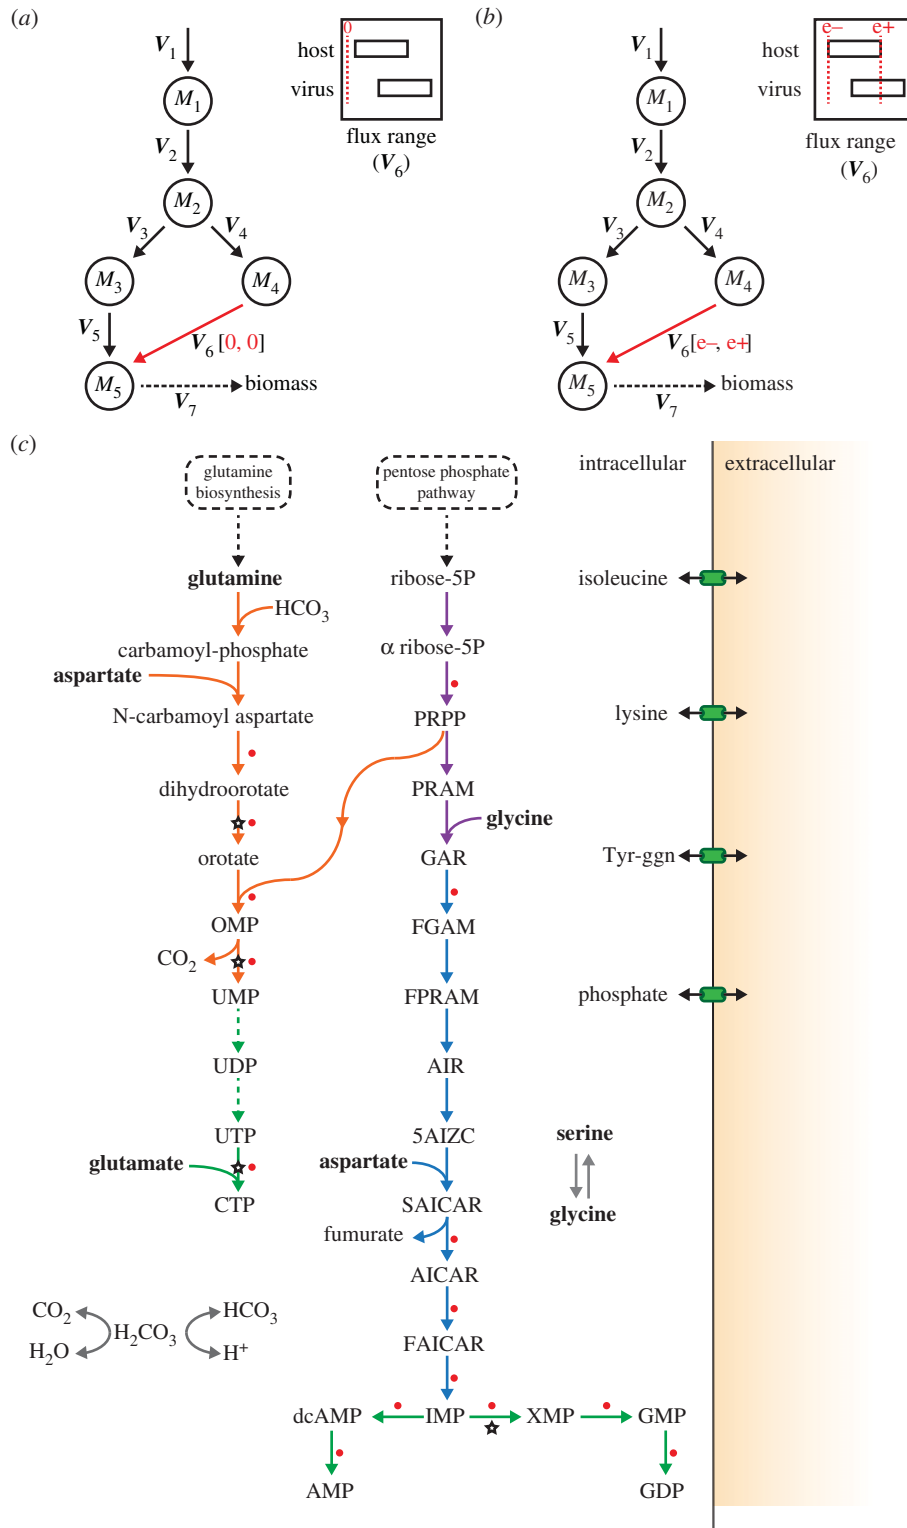 (a)
V1
M1
V2
M2
V3
V4
M3
M4
V5
V6 [0, 0]
M5
V7
biomass
0
host
virus
flux range
(V6)
(b)
V1
M1
V2
M2
V3
V4
M3
M4
V5
V6[e–, e+]
M5
V7
biomass
e– e+
host
virus
flux range
(V6)
(c)
glutamine
biosynthesis
pentose phosphate
pathway
intracellular
extracellular
glutamine
HCO3
carbamoyl-phosphate
aspartate
N-carbamoyl aspartate
dihydroorotate
orotate
OMP
CO2
UMP
UDP
UTP
glutamate
CTP
ribose-5P
α ribose-5P
PRPP
PRAM
glycine
GAR
FGAM
FPRAM
AIR
5AIZC
aspartate
SAICAR
fumurate
AICAR
FAICAR
dcAMP
IMP
XMP
GMP
AMP
GDP
isoleucine
lysine
Tyr-ggn
phosphate
serine
glycine
CO2
H2O
H2CO3
HCO3
H+